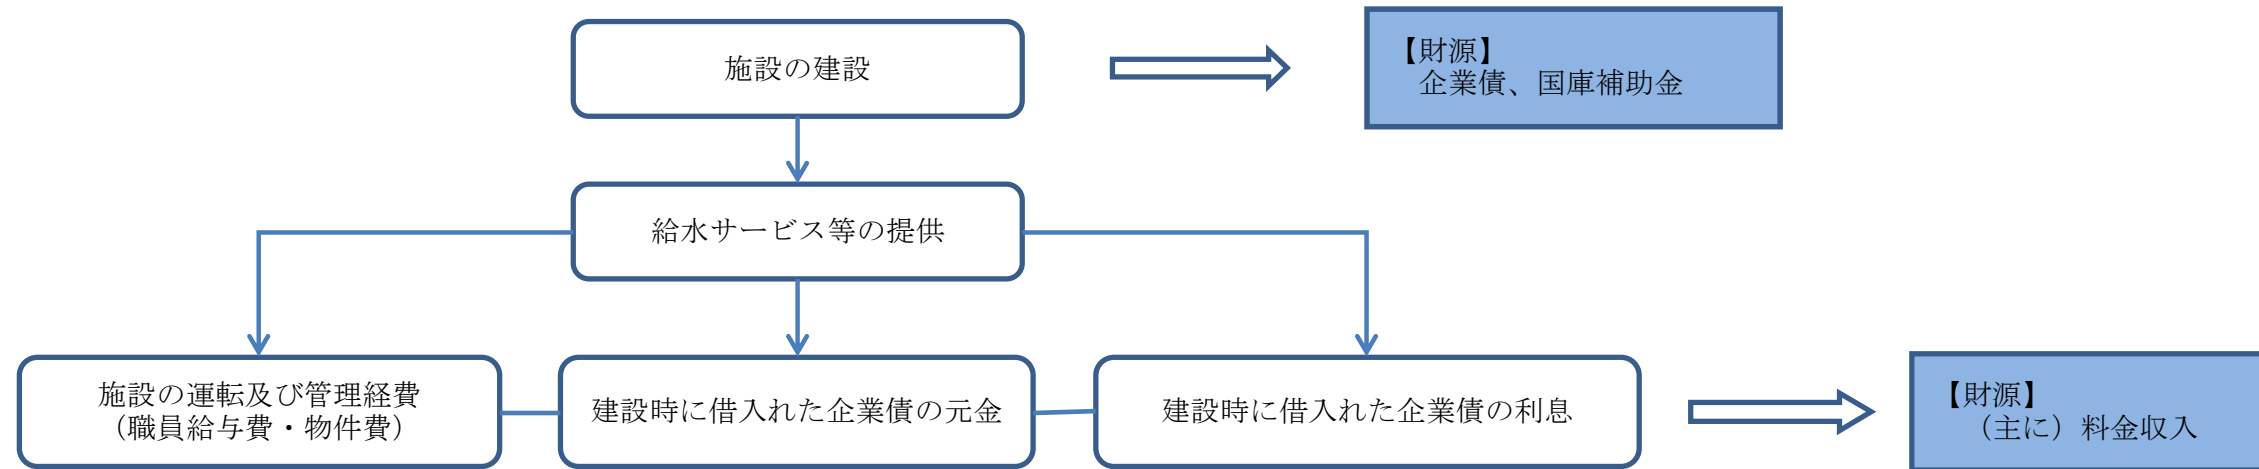 施設の建設
【財源】
企業債、国庫補助金
給水サービス等の提供
施設の運転及び管理経費
（職員給与費・物件費）
建設時に借入れた企業債の元金
建設時に借入れた企業債の利息
【財源】
（主に）料金収入